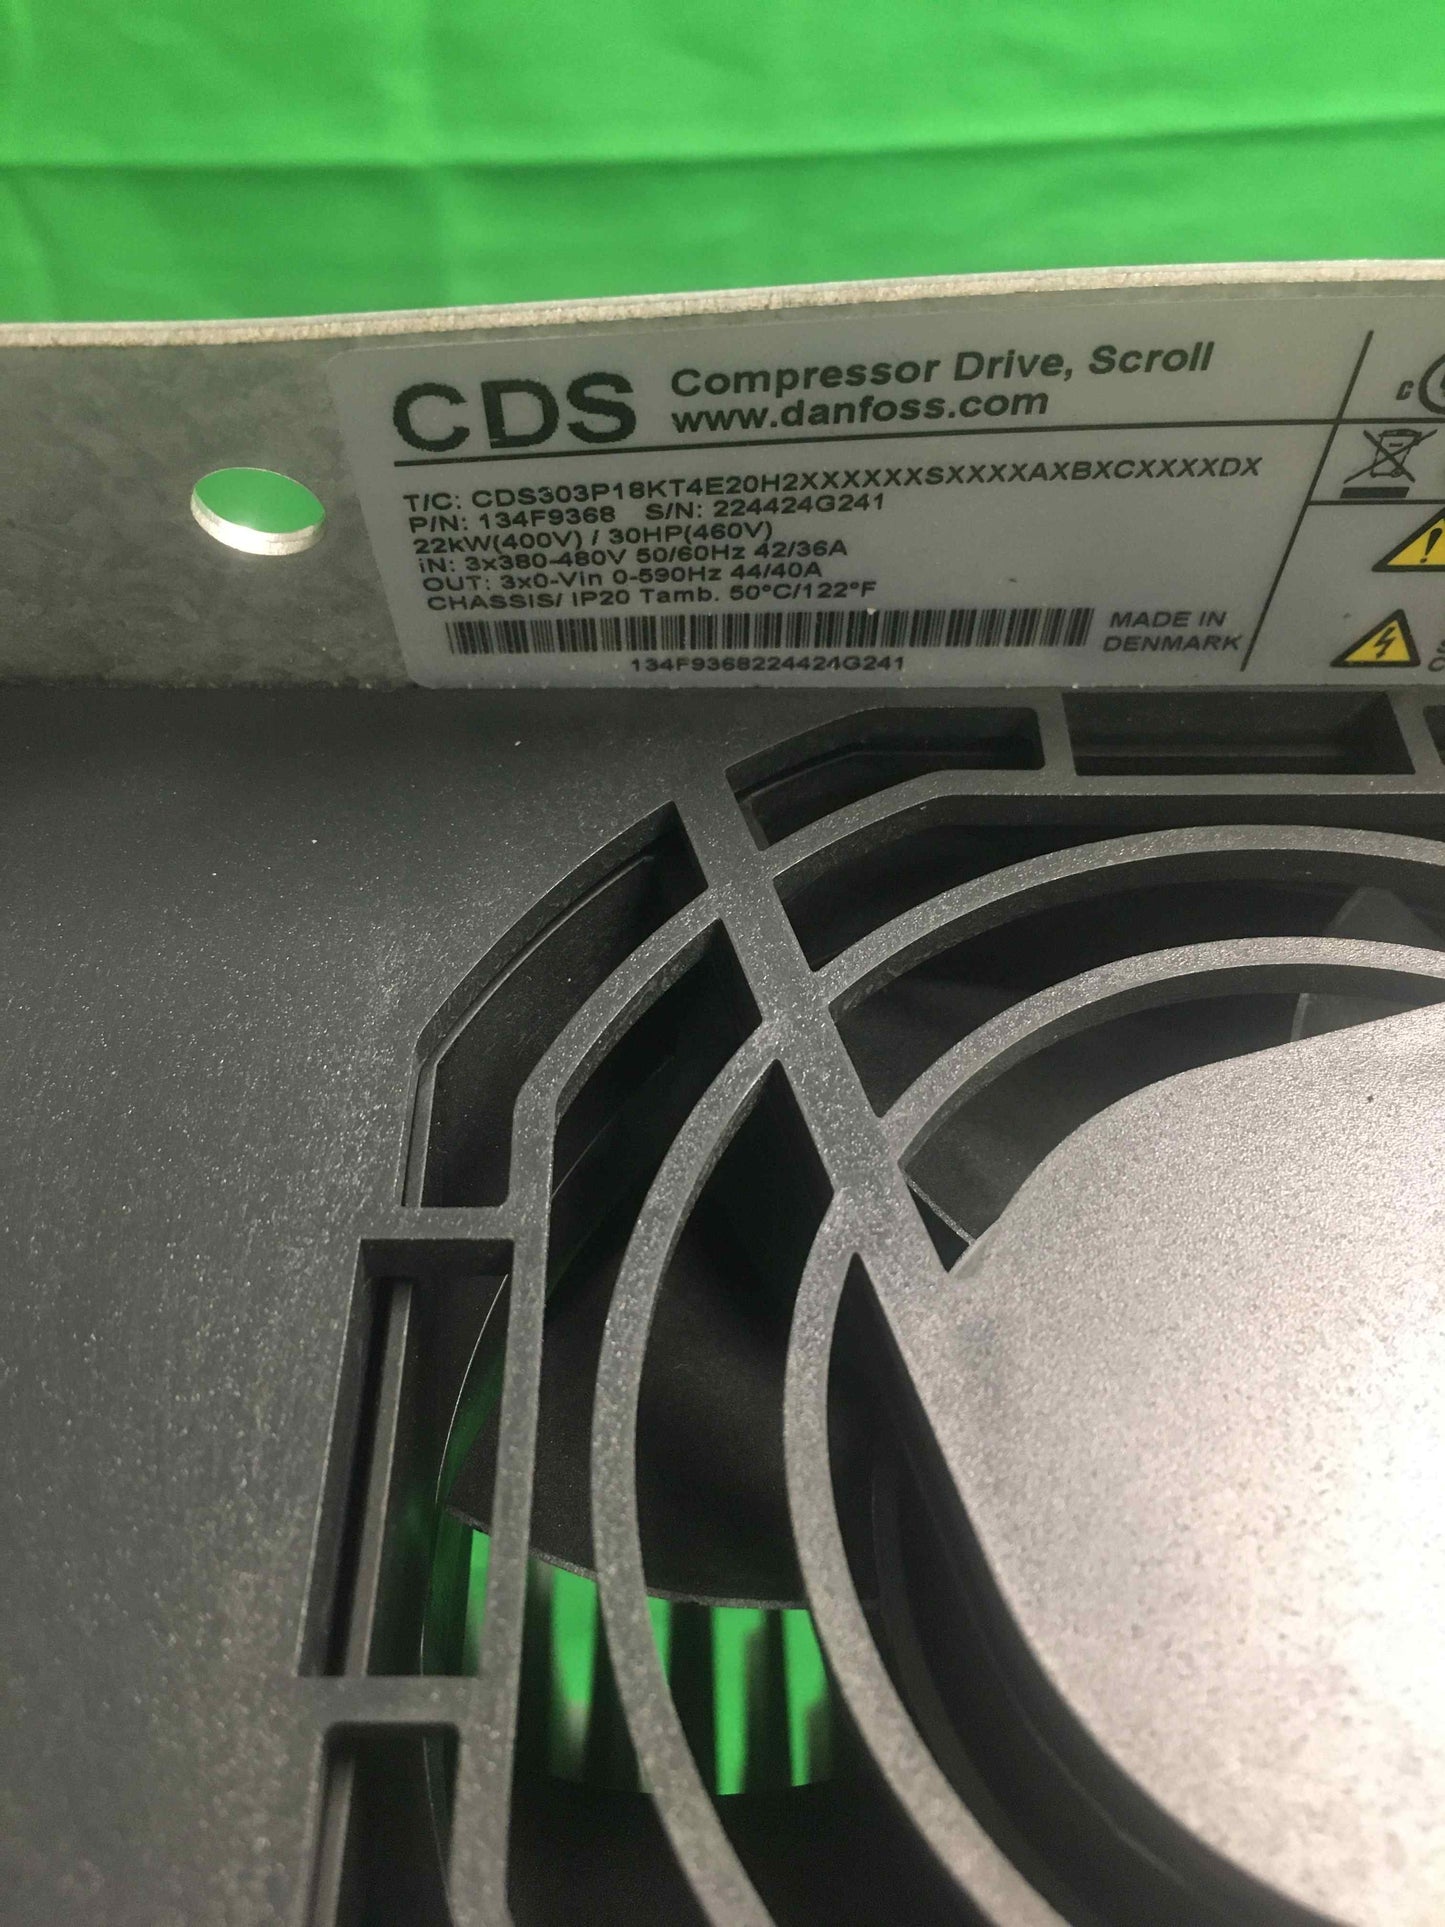 CDS
Compressor Drive, Scroll
www.danfoss.com
T/C: CDS303P18KT4E20H2XXXXXXSXXXXAXBXCXXXXDX
P/N: 134F9368 S/N: 224424G241
22kW(400V) / 30HP(460V)
iN: 3x380-480V 50/60Hz 42/36A
OUT: 3x0-Vin 0-590Hz 44/40A
CHASSIS/ IP20 Tamb. 50°C/122°F
MADE IN
DENMARK
134F9368224424G241